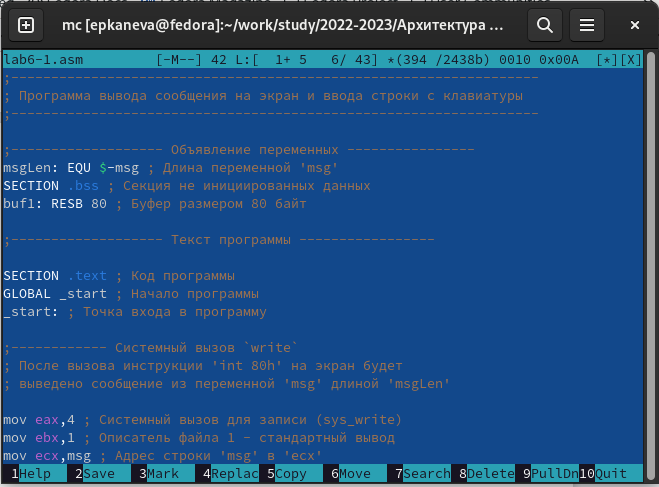 mc [epkaneva@fedora]:~/work/study/2022-2023/Архитектура ...
lab6-1.asm [-M--] 42 L:[ 1+ 5 6/ 43] *(394 /2438b) 0010 0x00A [*][X]
;---------------------------------------------------------------
; Программа вывода сообщения на экран и ввода строки с клавиатуры
;---------------------------------------------------------------
;------------------ Объявление переменных ---------------
msgLen: EQU $-msg ; Длина переменной 'msg'
SECTION .bss ; Секция не инициированных данных
buf1: RESB 80 ; Буфер размером 80 байт
;------------------ Текст программы ----------------
SECTION .text ; Код программы
GLOBAL _start ; Начало программы
_start: ; Точка входа в программу
;------------ Системный вызов `write`
; После вызова инструкции 'int 80h' на экран будет
; выведено сообщение из переменной 'msg' длиной 'msgLen'
mov eax,4 ; Системный вызов для записи (sys_write)
mov ebx,1 ; Описатель файла 1 - стандартный вывод
mov ecx,msg ; Адрес строки 'msg' в 'ecx'
1Help 2Save 3Mark 4Replac 5Copy 6Move 7Search 8Delete 9PullDn 10Quit